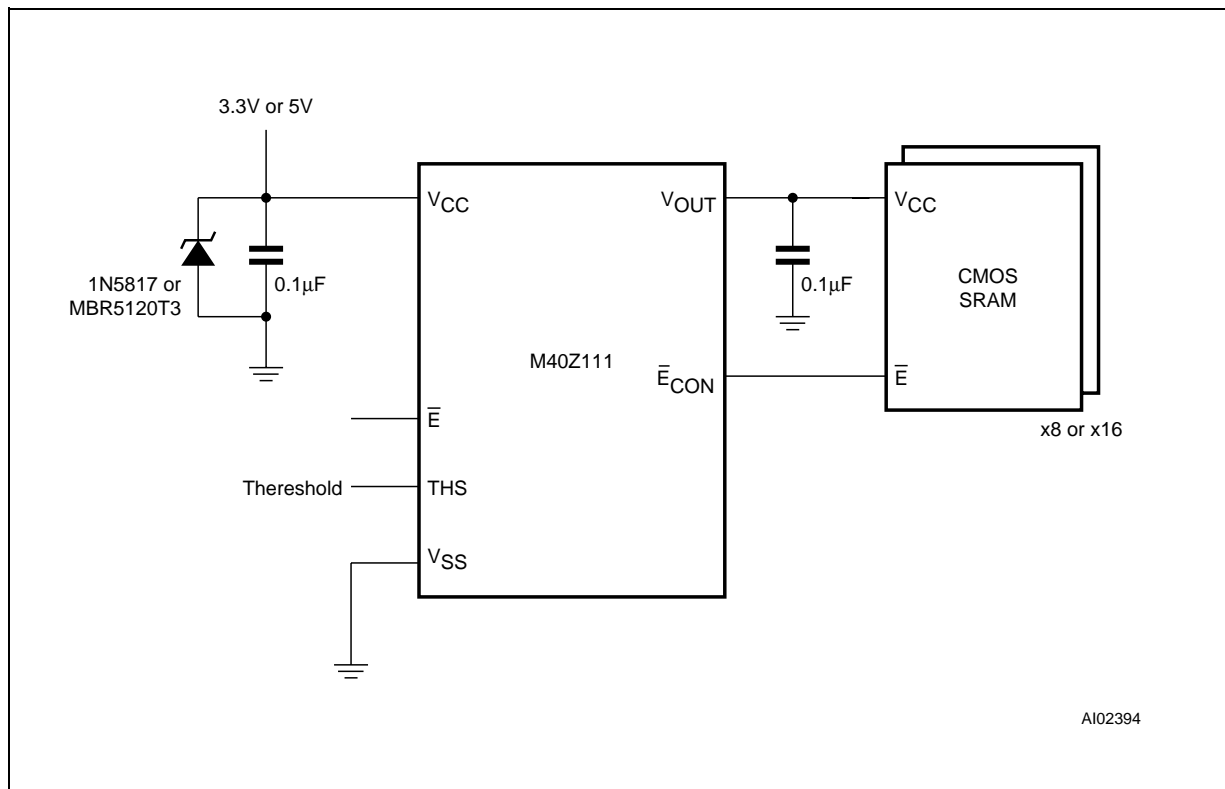 3.3V or 5V
VCC
VOUT
VCC
1N5817 or
MBR5120T3
0.1μF
0.1μF
CMOS
SRAM
M40Z111
E̅CON
E̅
E̅
x8 or x16
Thereshold
THS
VSS
AI02394